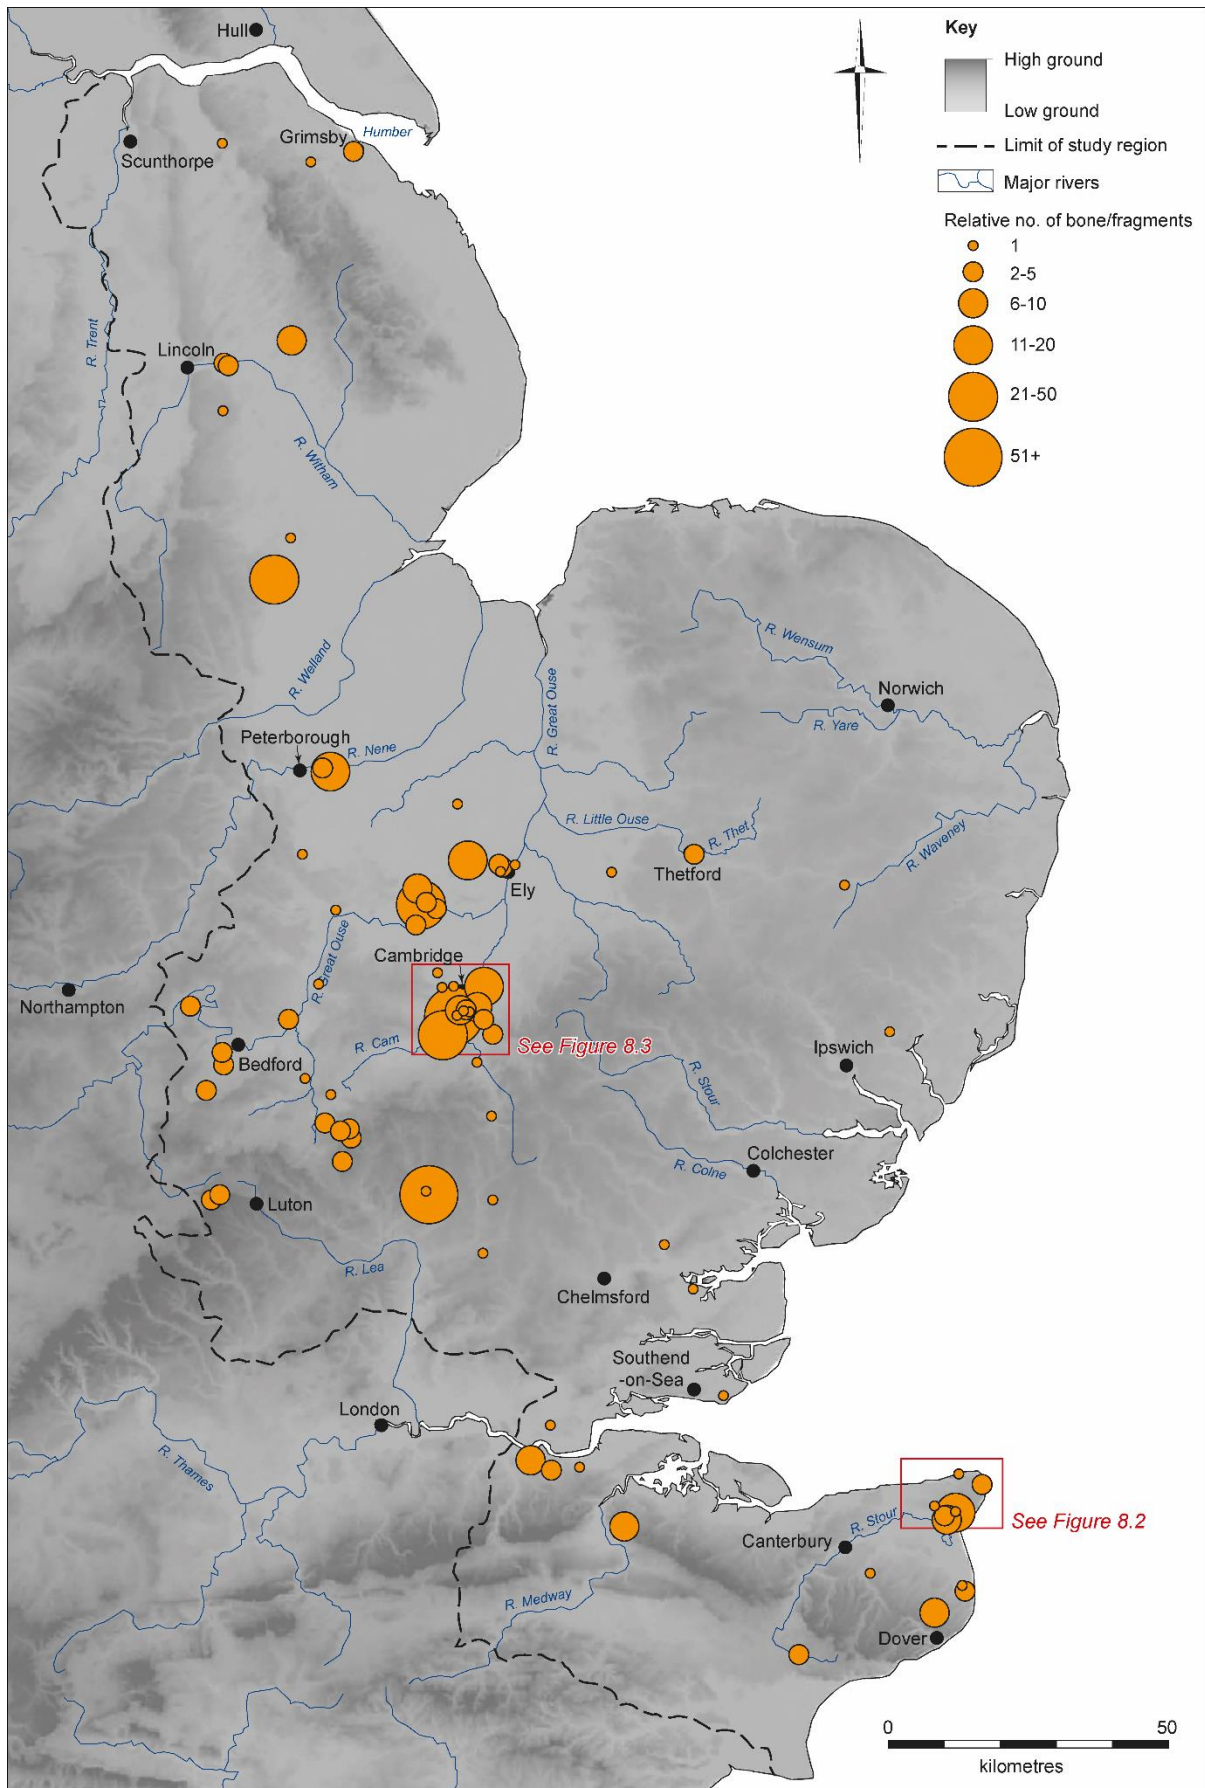 Hull
Key
High ground
Low ground
Limit of study region
Major rivers
Relative no. of bone/fragments
1
2-5
6-10
11-20
21-50
51+
Humber
Grimsby
Scunthorpe
R. Trent
Lincoln
R. Witham
R. Welland
R. Great Ouse
R. Wensum
Norwich
R. Yare
Peterborough
R. Nene
R. Little Ouse
R. Thet
Thetford
R. Waveney
Ely
R. Great Ouse
Cambridge
Northampton
See Figure 8.3
R. Cam
Bedford
Ipswich
R. Stour
Colchester
R. Colne
Luton
R. Lea
Chelmsford
Southend
-on-Sea
London
R. Thames
See Figure 8.2
R. Stour
Canterbury
R. Medway
Dover
0
50
kilometres